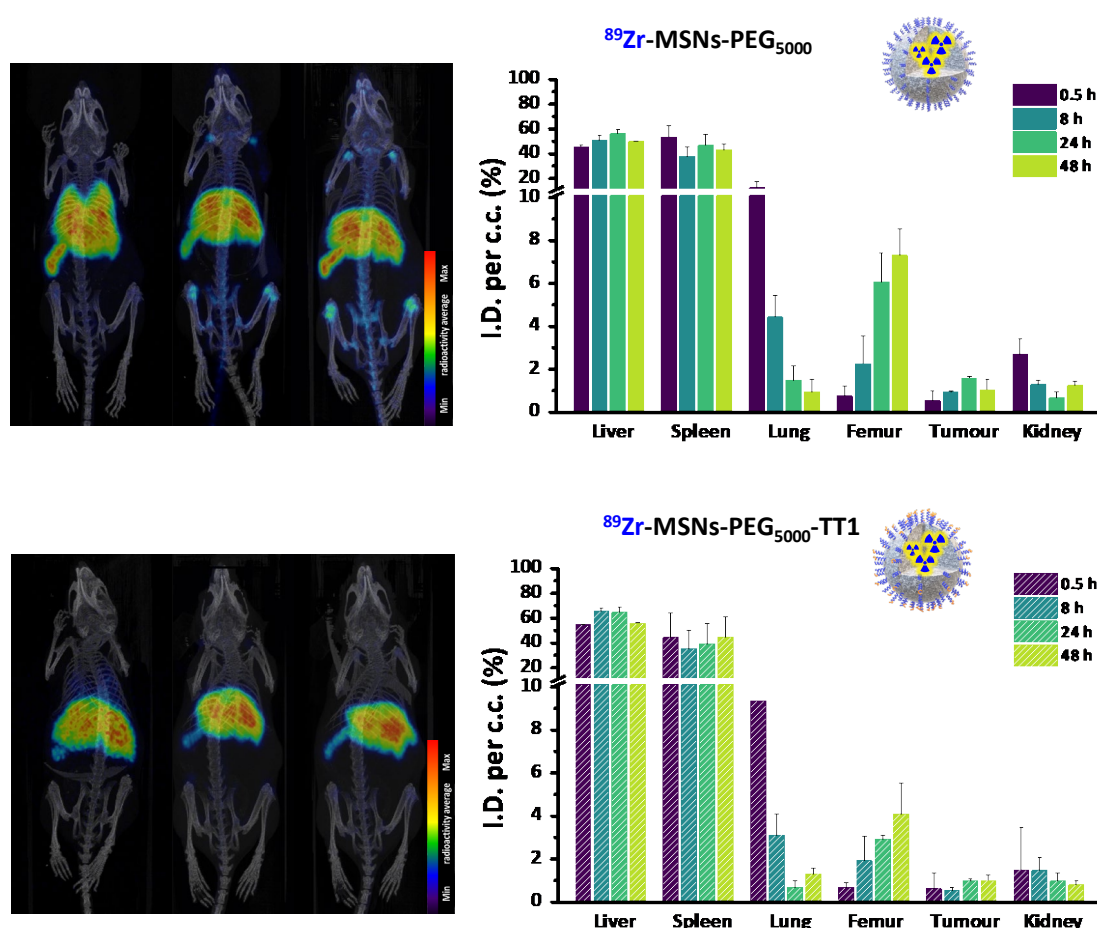 ⁸⁹Zr-MSNs-PEG₅₀₀₀
Max
radioactivity average
Min
I.D. per c.c. (%)
100
80
60
40
20
10
8
6
4
2
0
0.5 h
8 h
24 h
48 h
Liver Spleen Lung Femur Tumour Kidney
⁸⁹Zr-MSNs-PEG₅₀₀₀-TT1
Max
radioactivity average
Min
I.D. per c.c. (%)
100
80
60
40
20
10
8
6
4
2
0
0.5 h
8 h
24 h
48 h
Liver Spleen Lung Femur Tumour Kidney